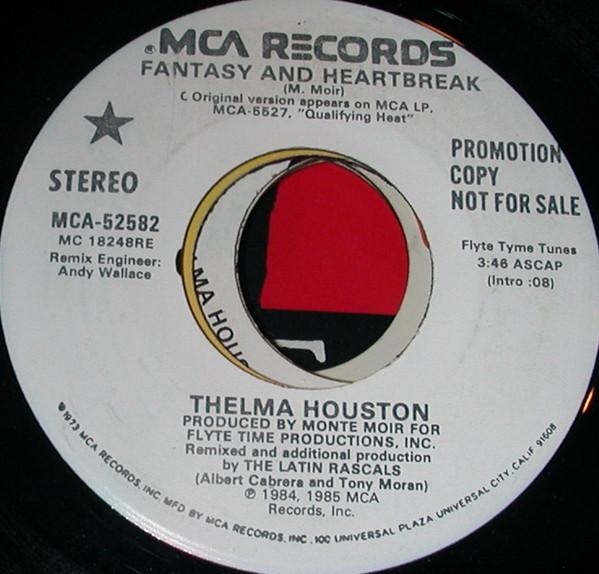 MCA RECORDS
FANTASY AND HEARTBREAK
(M. Moir)
( Original version appears on MCA LP,
MCA-5527, "Qualifying Heat"
STEREO
MCA-52582
MC 18248RE
Remix Engineer:
Andy Wallace
PROMOTION
COPY
NOT FOR SALE
Flyte Tyme Tunes
3:46 ASCAP
(Intro :08)
MA HOUS
THELMA HOUSTON
PRODUCED BY MONTE MOIR FOR
FLYTE TIME PRODUCTIONS, INC.
Remixed and additional production
by THE LATIN RASCALS
(Albert Cabrera and Tony Moran)
℗ 1984, 1985 MCA
Records, Inc.
©1973 MCA RECORDS, INC. MFD BY MCA RECORDS, INC., 100 UNIVERSAL PLAZA, UNIVERSAL CITY, CALIF. 91608